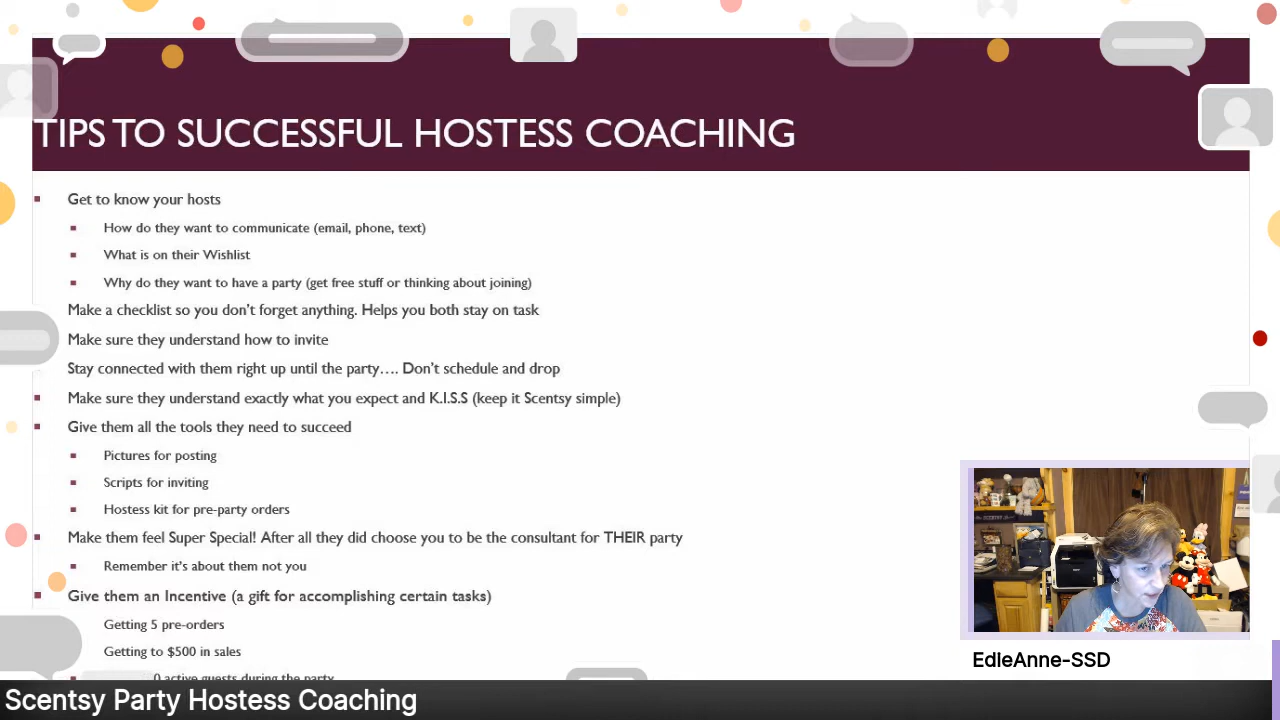 TIPS TO SUCCESSFUL HOSTESS COACHING
Get to know your hosts
How do they want to communicate (email, phone, text)
What is on their Wishlist
Why do they want to have a party (get free stuff or thinking about joining)
Make a checklist so you don't forget anything. Helps you both stay on task
Make sure they understand how to invite
Stay connected with them right up until the party…. Don't schedule and drop
Make sure they understand exactly what you expect and K.I.S.S (keep it Scentsy simple)
Give them all the tools they need to succeed
Pictures for posting
Scripts for inviting
Hostess kit for pre-party orders
Make them feel Super Special! After all they did choose you to be the consultant for THEIR party
Remember it's about them not you
Give them an Incentive (a gift for accomplishing certain tasks)
Getting 5 pre-orders
Getting to $500 in sales
active guests during the party
EdieAnne-SSD
Scentsy Party Hostess Coaching